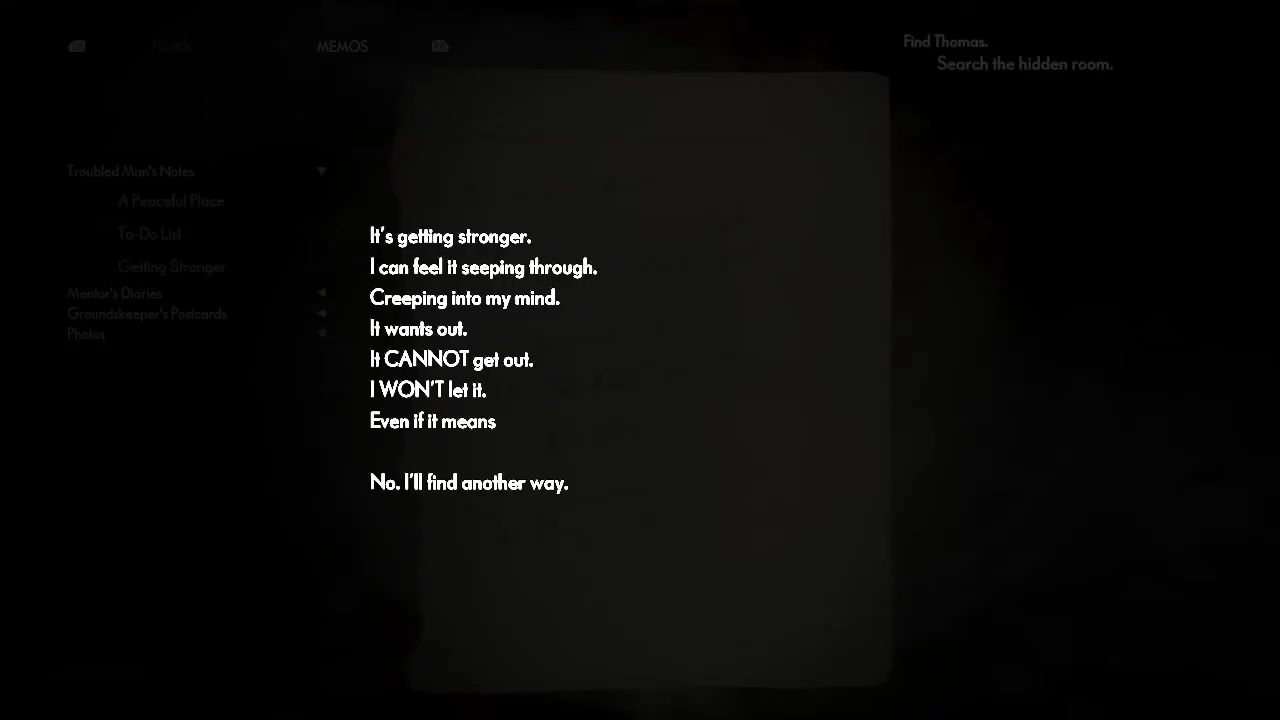 MEMOS
Find Thomas.
Search the hidden room.
Troubled Man's Notes
A Peaceful Place
To-Do List
Getting Stronger
Mentor's Diaries
Groundskeeper's Postcards
Photos
It's getting stronger.
I can feel it seeping through.
Creeping into my mind.
It wants out.
It CANNOT get out.
I WON'T let it.
Even if it means
No. I'll find another way.